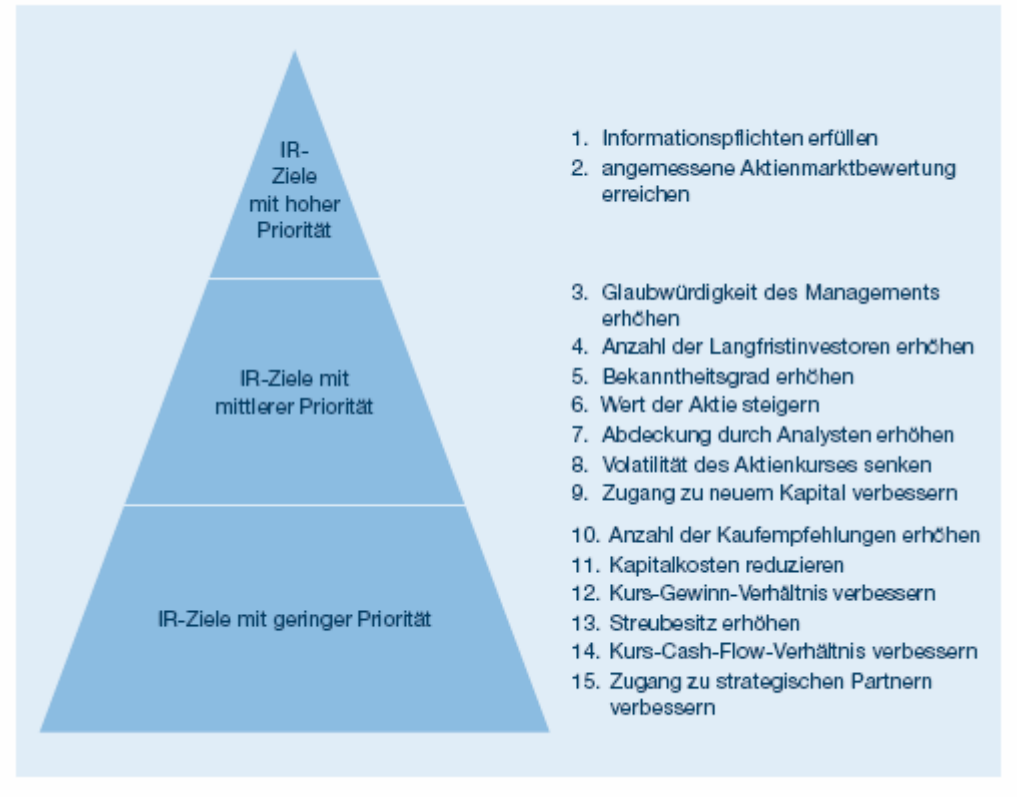 IR-
Ziele
mit hoher
Priorität
1. Informationspflichten erfüllen
2. angemessene Aktienmarktbewertung
erreichen
IR-Ziele mit
mittlerer Priorität
3. Glaubwürdigkeit des Managements
erhöhen
4. Anzahl der Langfristinvestoren erhöhen
5. Bekanntheitsgrad erhöhen
6. Wert der Aktie steigern
7. Abdeckung durch Analysten erhöhen
8. Volatilität des Aktienkurses senken
9. Zugang zu neuem Kapital verbessern
IR-Ziele mit geringer Priorität
10. Anzahl der Kaufempfehlungen erhöhen
11. Kapitalkosten reduzieren
12. Kurs-Gewinn-Verhältnis verbessern
13. Streubesitz erhöhen
14. Kurs-Cash-Flow-Verhältnis verbessern
15. Zugang zu strategischen Partnern
verbessern